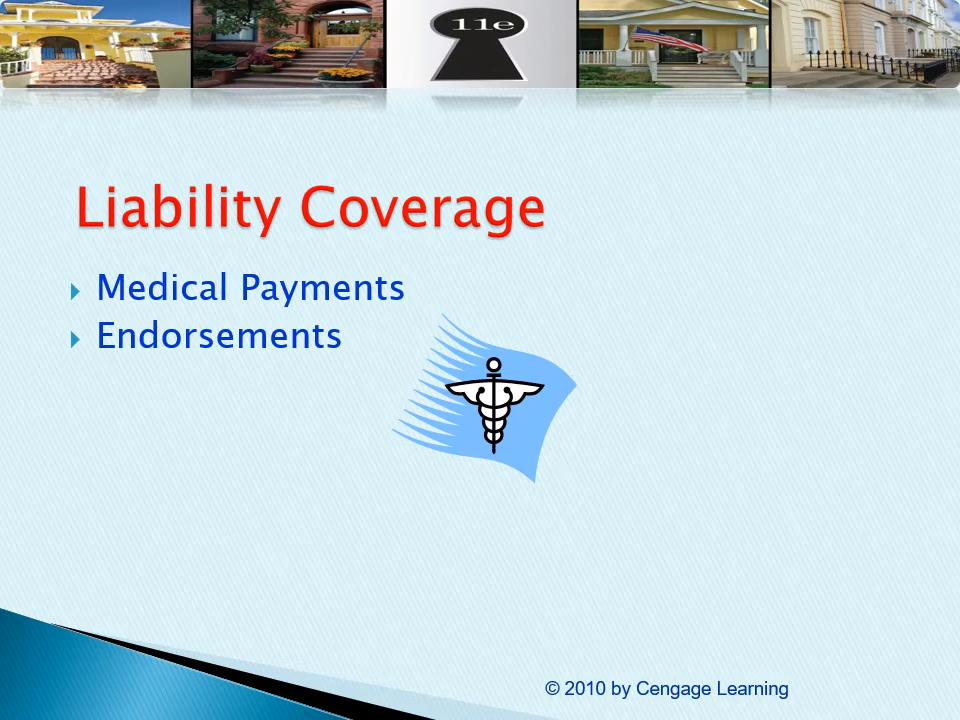 11e
Liability Coverage
Medical Payments
Endorsements
© 2010 by Cengage Learning